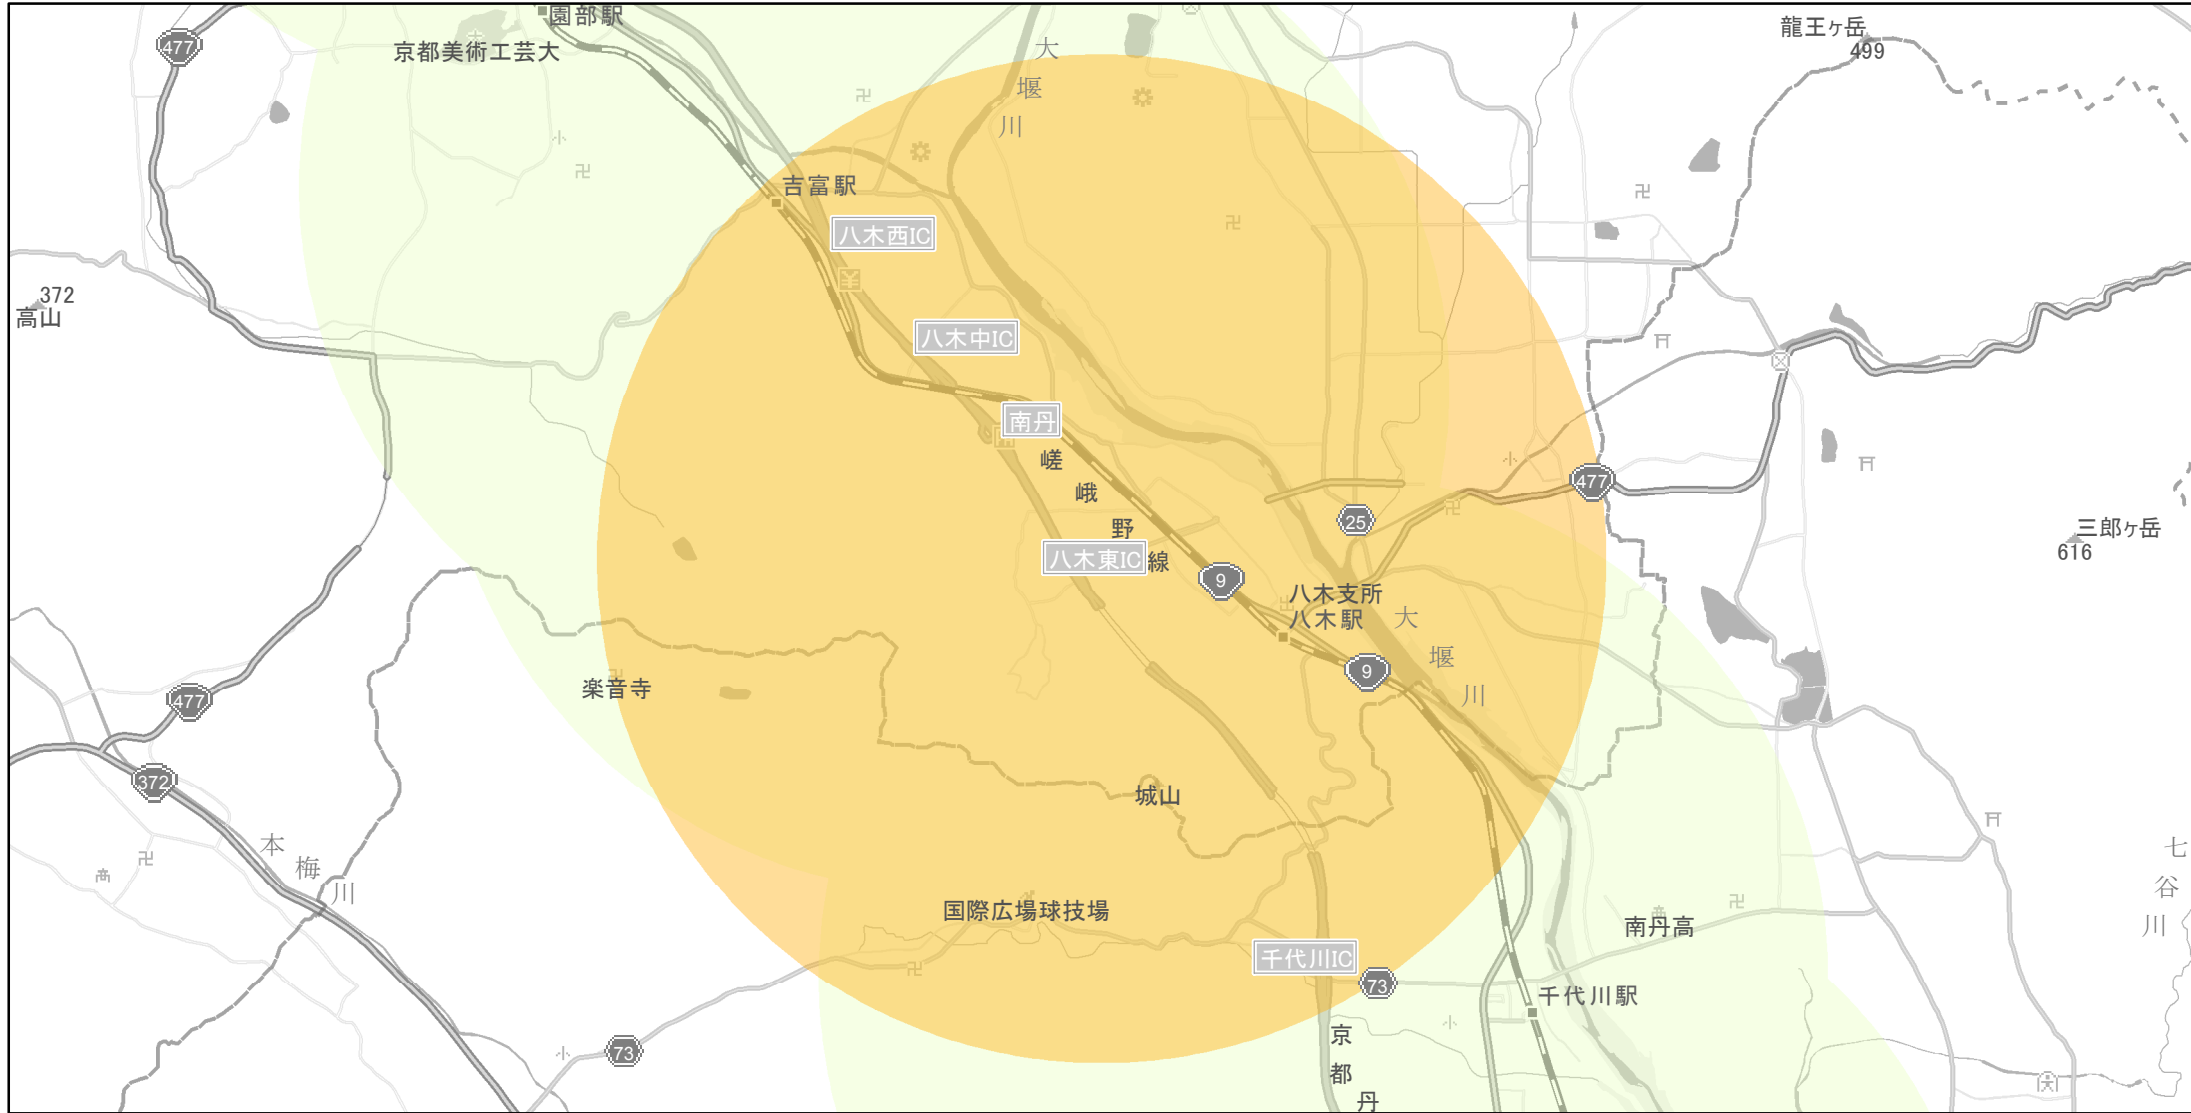 園部駅
京都美術工芸大
477
大堰川
龍王ヶ岳
499
吉富駅
八木西IC
372
高山
八木中IC
南丹
嵯峨野線
477
25
三郎ヶ岳
616
八木東IC
9
八木支所
八木駅
大堰川
9
楽音寺
477
372
城山
本梅川
七谷川
国際広場球技場
南丹高
千代川IC
73
千代川駅
73
京都丹